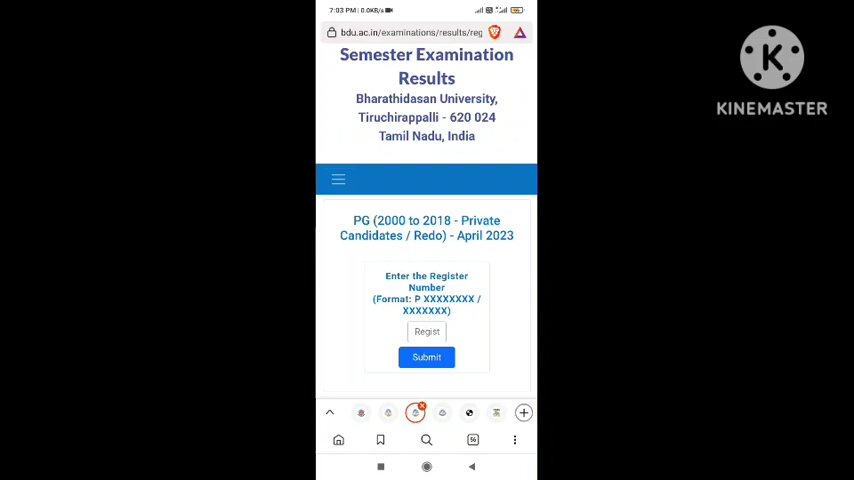 7:03 PM | 0.0KB/s
bdu.ac.in/examinations/results/reg
Semester Examination
Results
Bharathidasan University,
Tiruchirappalli - 620 024
Tamil Nadu, India
PG (2000 to 2018 - Private
Candidates / Redo) - April 2023
Enter the Register
Number
(Format: P XXXXXXXX /
XXXXXXX)
Regist
Submit
56
K
KINEMASTER